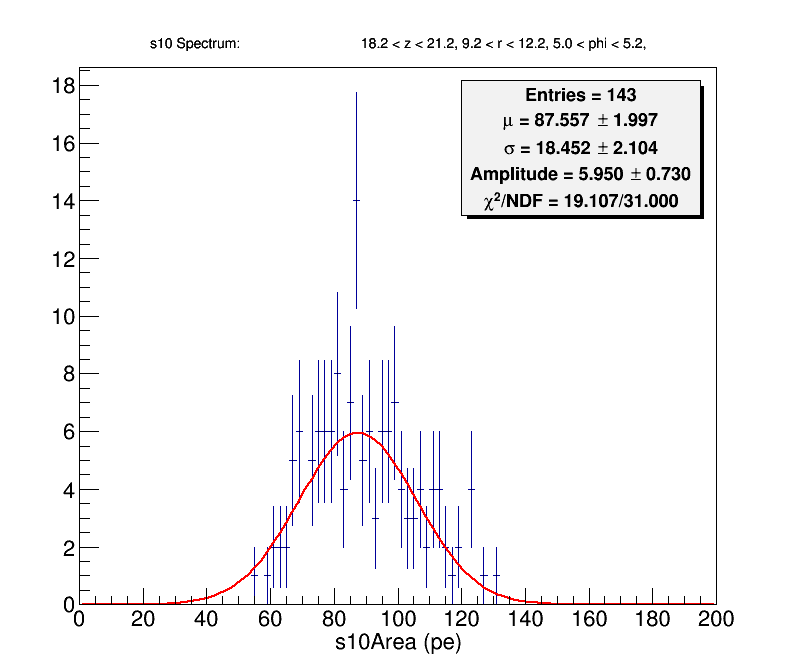 s10 Spectrum: 18.2 < z < 21.2, 9.2 < r < 12.2, 5.0 < phi < 5.2,
Entries = 143
μ = 87.557 ± 1.997
σ = 18.452 ± 2.104
Amplitude = 5.950 ± 0.730
χ²/NDF = 19.107/31.000
18
16
14
12
10
8
6
4
2
0
0 20 40 60 80 100 120 140 160 180 200
s10Area (pe)